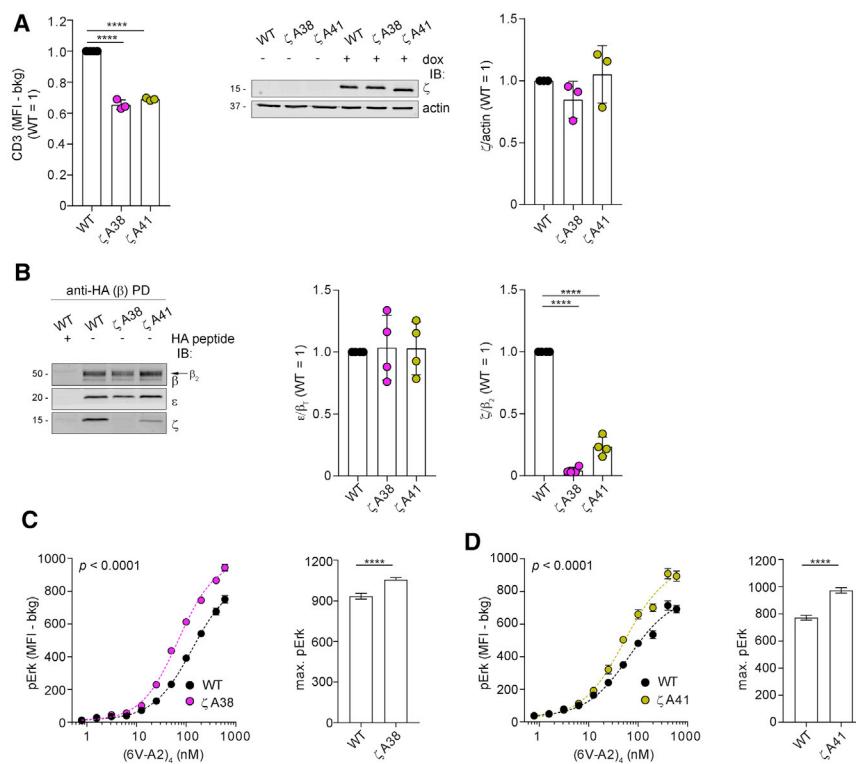 A
CD3 (MFI - bkg)
(WT = 1)
1.2
1.0
0.8
0.6
0.4
0.2
0
****
****
WT
ζ A38
ζ A41
WT
ζ A38
ζ A41
WT
ζ A38
ζ A41
- - - + + + dox
IB:
15 - ζ
37 - actin
ζ/actin (WT = 1)
1.5
1.0
0.5
0
WT
ζ A38
ζ A41
B
anti-HA (β) PD
WT
WT
ζ A38
ζ A41
+ - - - HA peptide
IB:
50 - β₂
β
20 - ε
15 - ζ
ε/βT (WT = 1)
1.5
1.0
0.5
0
WT
ζ A38
ζ A41
ζ/β₂ (WT = 1)
1.5
1.0
0.5
0
****
****
WT
ζ A38
ζ A41
C
pErk (MFI - bkg)
1000
800
600
400
200
0
p < 0.0001
WT
ζ A38
1 10 100 1000
(6V-A2)₄ (nM)
max. pErk
1200
900
600
300
0
****
WT
ζ A38
D
pErk (MFI - bkg)
1000
800
600
400
200
0
p < 0.0001
WT
ζ A41
1 10 100 1000
(6V-A2)₄ (nM)
max. pErk
1200
1000
800
600
400
200
0
****
WT
ζ A41